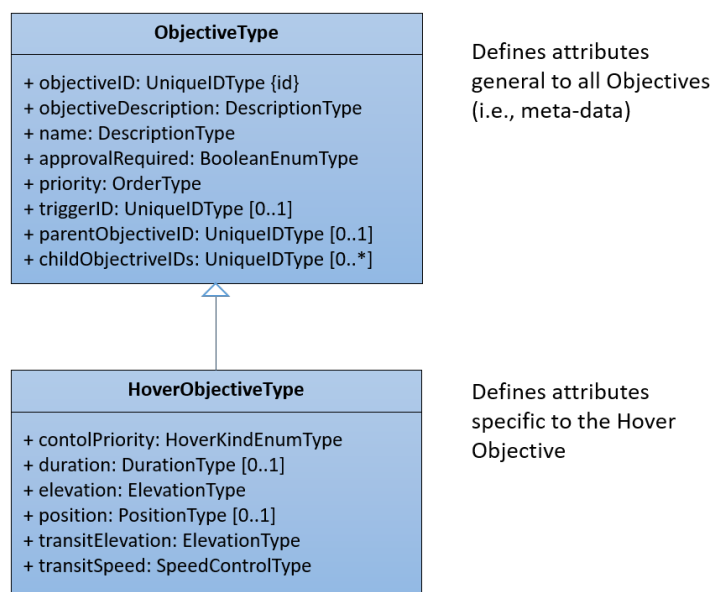 ObjectiveType
+ objectiveID: UniqueIDType {id}
+ objectiveDescription: DescriptionType
+ name: DescriptionType
+ approvalRequired: BooleanEnumType
+ priority: OrderType
+ triggerID: UniqueIDType [0..1]
+ parentObjectiveID: UniqueIDType [0..1]
+ childObjectriveIDs: UniqueIDType [0..*]
Defines attributes
general to all Objectives
(i.e., meta-data)
HoverObjectiveType
+ contolPriority: HoverKindEnumType
+ duration: DurationType [0..1]
+ elevation: ElevationType
+ position: PositionType [0..1]
+ transitElevation: ElevationType
+ transitSpeed: SpeedControlType
Defines attributes
specific to the Hover
Objective